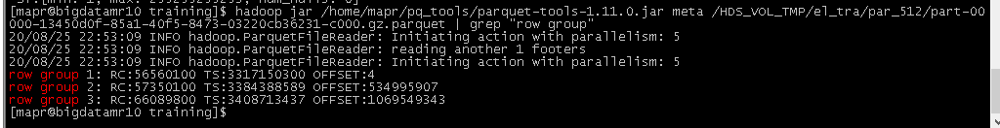 [mapr@bigdatamr10 training]$ hadoop jar /home/mapr/pq_tools/parquet-tools-1.11.0.jar meta /HDS_VOL_TMP/el_tra/par_512/part-00
000-13450d0f-85a1-40f5-8473-03220cb36231-c000.gz.parquet | grep "row group"
20/08/25 22:53:09 INFO hadoop.ParquetFileReader: Initiating action with parallelism: 5
20/08/25 22:53:09 INFO hadoop.ParquetFileReader: reading another 1 footers
20/08/25 22:53:09 INFO hadoop.ParquetFileReader: Initiating action with parallelism: 5
row group 1: RC:56560100 TS:3317150300 OFFSET:4
row group 2: RC:57350100 TS:3384388589 OFFSET:534995907
row group 3: RC:66089800 TS:3408713437 OFFSET:1069549343
[mapr@bigdatamr10 training]$